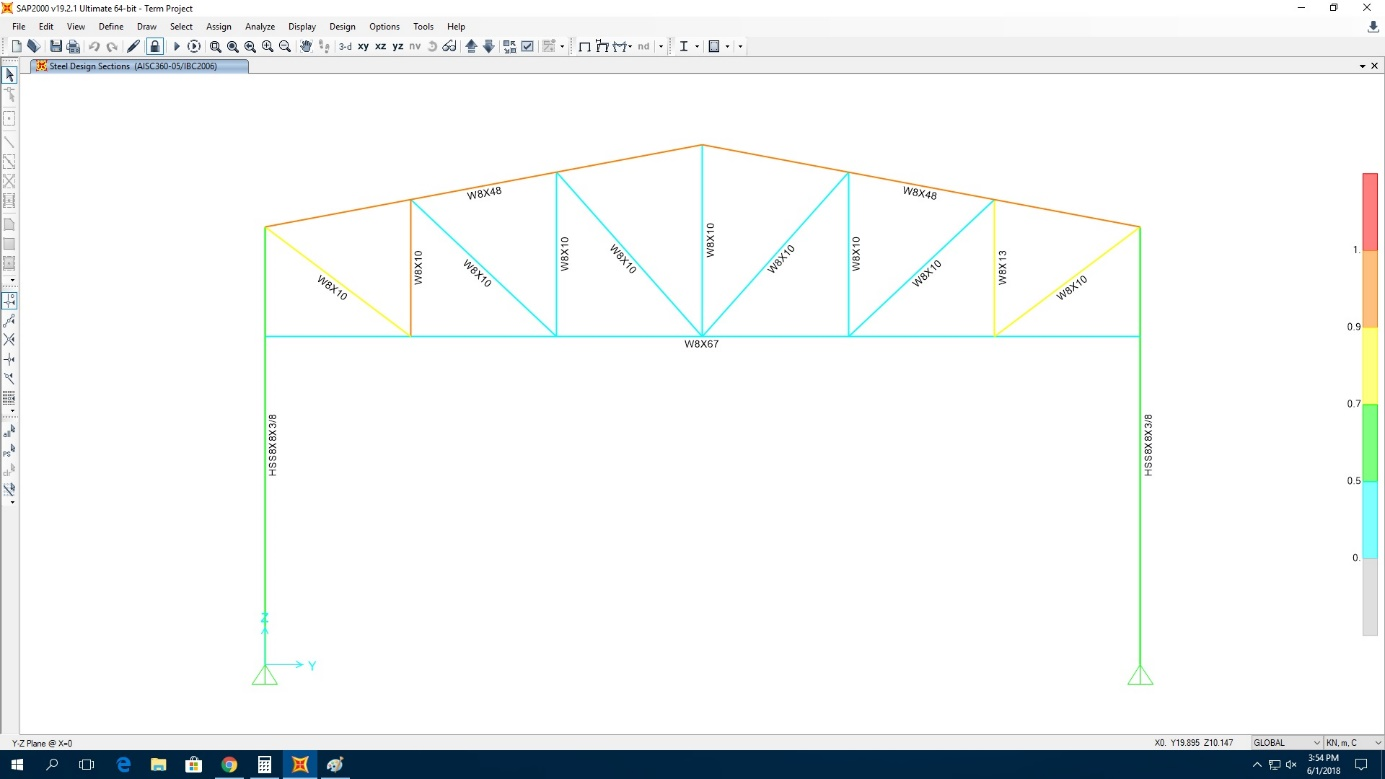 SAP2000 v19.2.1 Ultimate 64-bit - Term Project
File Edit View Define Draw Select Assign Analyze Display Design Options Tools Help
3-d xy xz yz nv nd
Steel Design Sections (AISC360-05/IBC2006)
W8X48
W8X48
W8X10
W8X10
W8X10
W8X10
W8X10
W8X10
W8X10
W8X10
W8X10
W8X13
W8X10
W8X67
HSS8X8X3/8
HSS8X8X3/8
1.
0.9
0.7
0.5
0.
Z
Y
Y-Z Plane @ X=0
X0. Y19.895 Z10.147
GLOBAL
KN, m, C
3:54 PM
6/1/2018